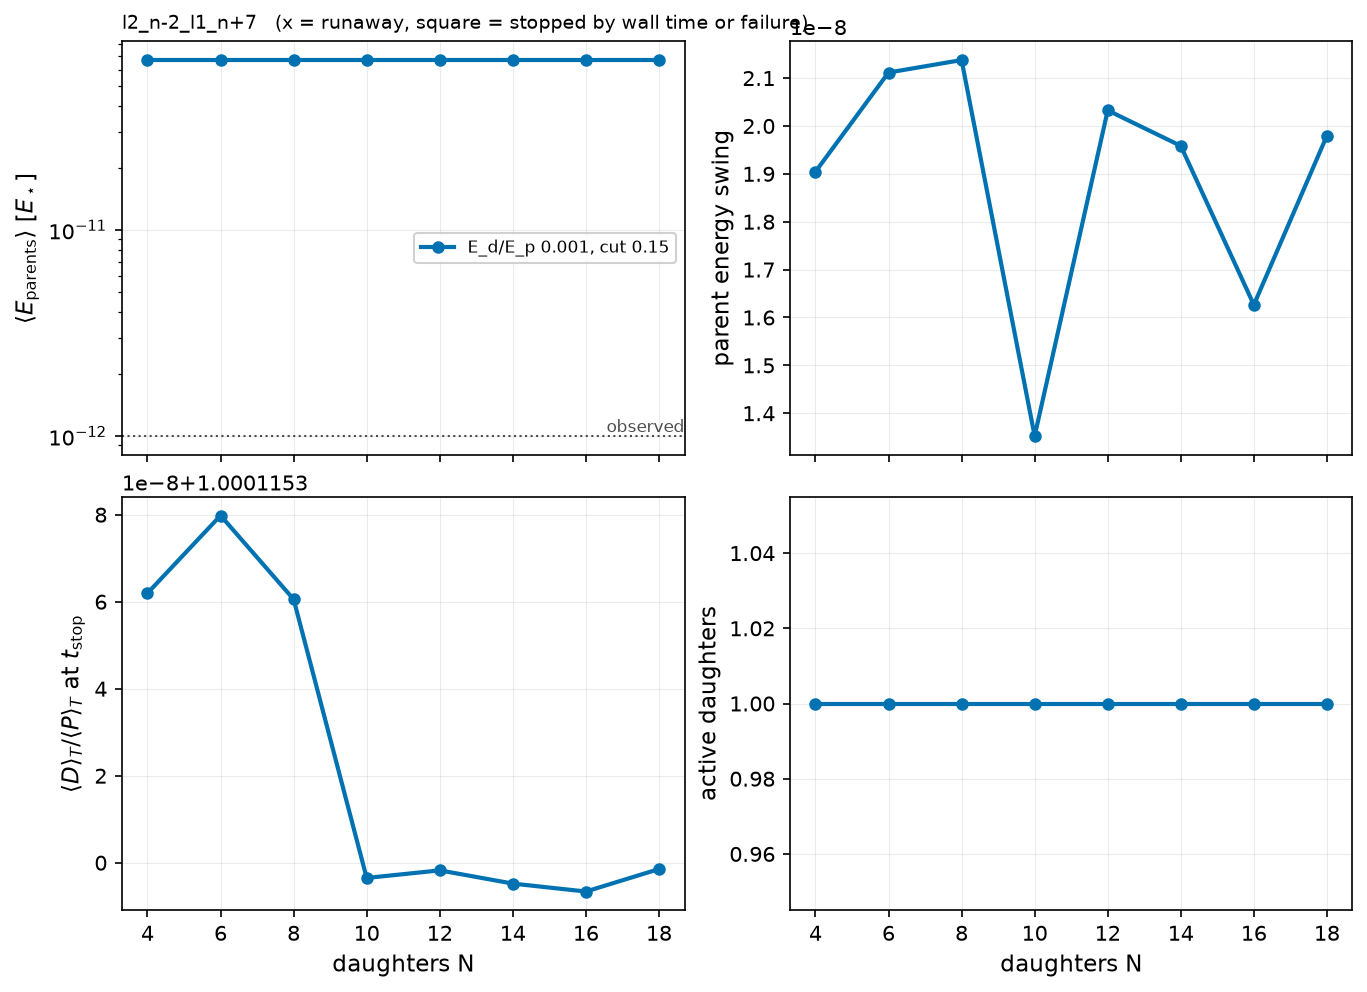 l2_n-2_l1_n+7 (x = runaway, square = stopped by wall time or failure)
1e−8
⟨E_parents⟩ [E⋆]
10⁻¹¹
10⁻¹²
E_d/E_p 0.001, cut 0.15
observed
parent energy swing
2.1
2.0
1.9
1.8
1.7
1.6
1.5
1.4
1e−8+1.0001153
⟨D⟩_T/⟨P⟩_T at t_stop
8
6
4
2
0
4 6 8 10 12 14 16 18
daughters N
active daughters
1.04
1.02
1.00
0.98
0.96
4 6 8 10 12 14 16 18
daughters N